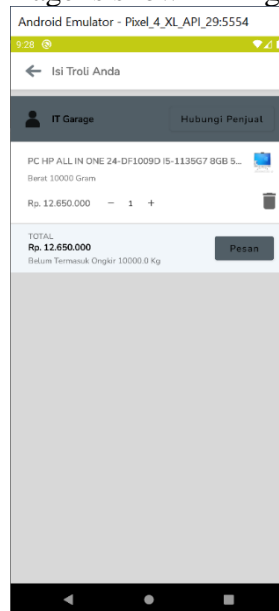 Android Emulator - Pixel_4_XL_API_29:5554
9:28
Isi Troli Anda
IT Garage
Hubungi Penjual
PC HP ALL IN ONE 24-DF1009D I5-1135G7 8GB 5...
Berat 10000 Gram
Rp. 12.650.000 − 1 +
TOTAL
Rp. 12.650.000
Pesan
Belum Termasuk Ongkir 10000.0 Kg